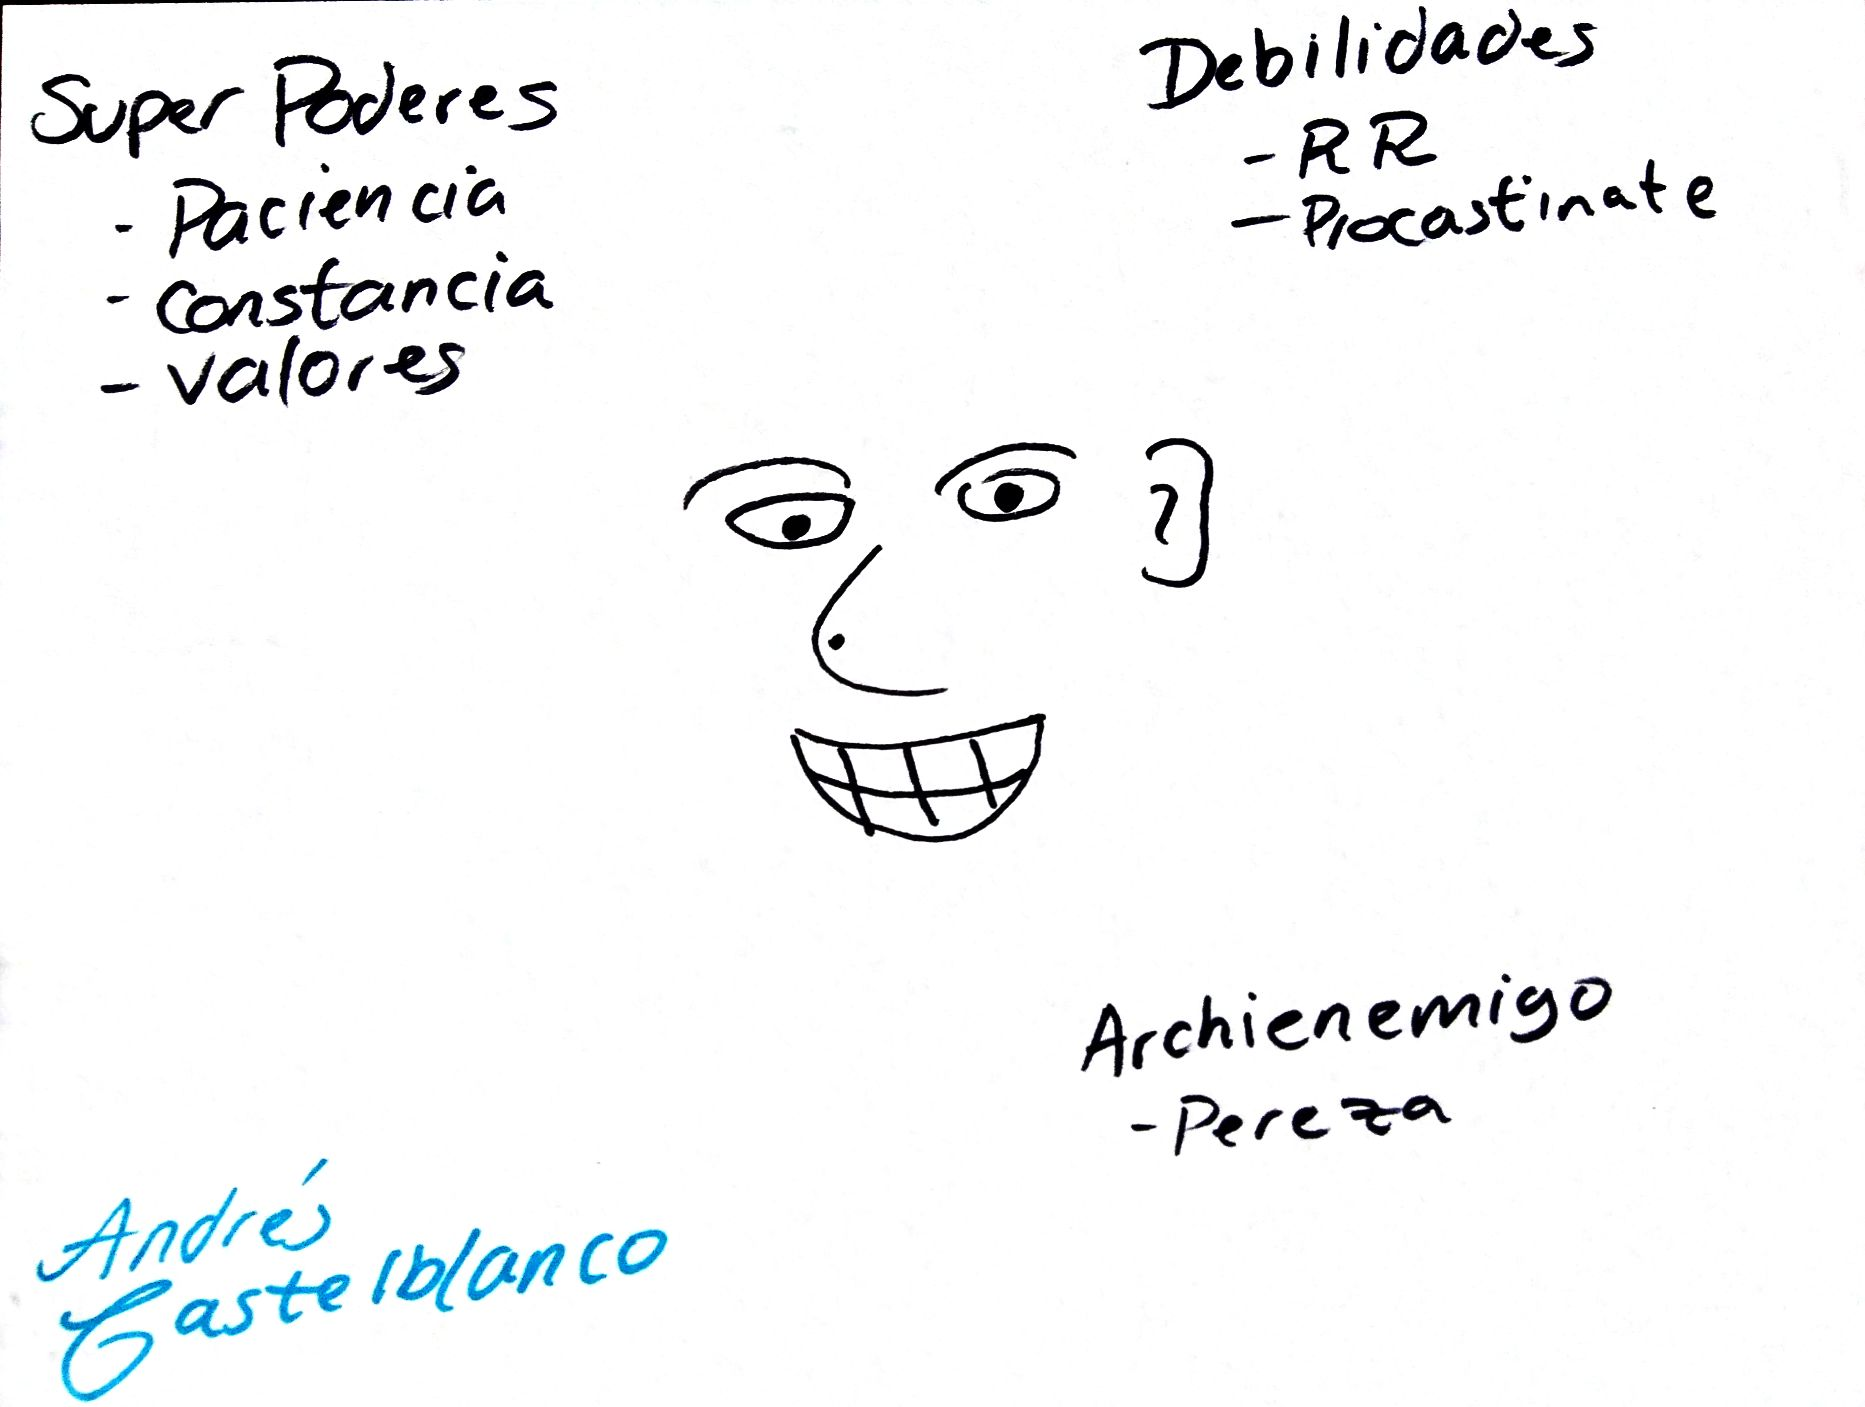 Super Poderes
- Paciencia
- Constancia
- valores
Debilidades
- RR
- Procastinate
Archienemigo
- Pereza
Andrés
Castelblanco